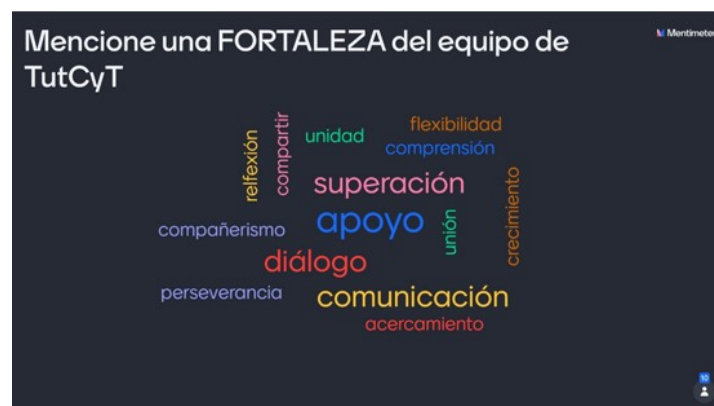 Mencione una FORTALEZA del equipo de
TutCyT
Mentimeter
flexibilidad
compartir
relfexión
unidad
comprensión
superación
crecimiento
apoyo
unión
compañerismo
diálogo
perseverancia
comunicación
acercamiento
10